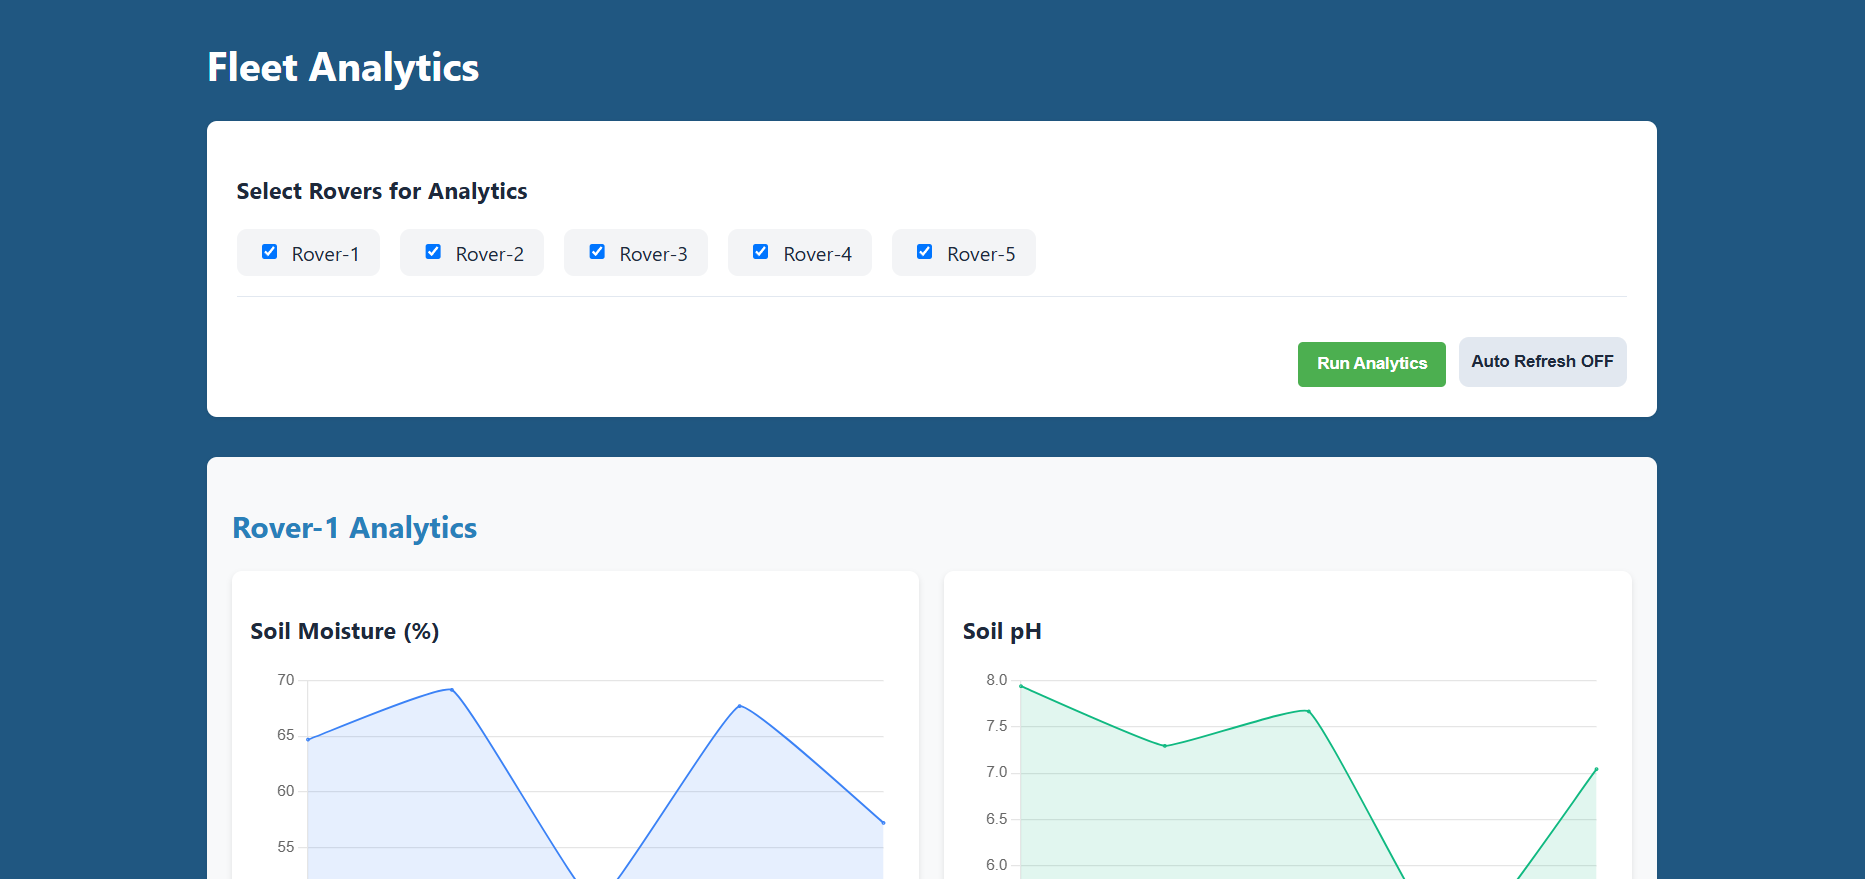 Fleet Analytics
Select Rovers for Analytics
Rover-1 Rover-2 Rover-3 Rover-4 Rover-5
Run Analytics Auto Refresh OFF
Rover-1 Analytics
Soil Moisture (%)
70
65
60
55
Soil pH
8.0
7.5
7.0
6.5
6.0